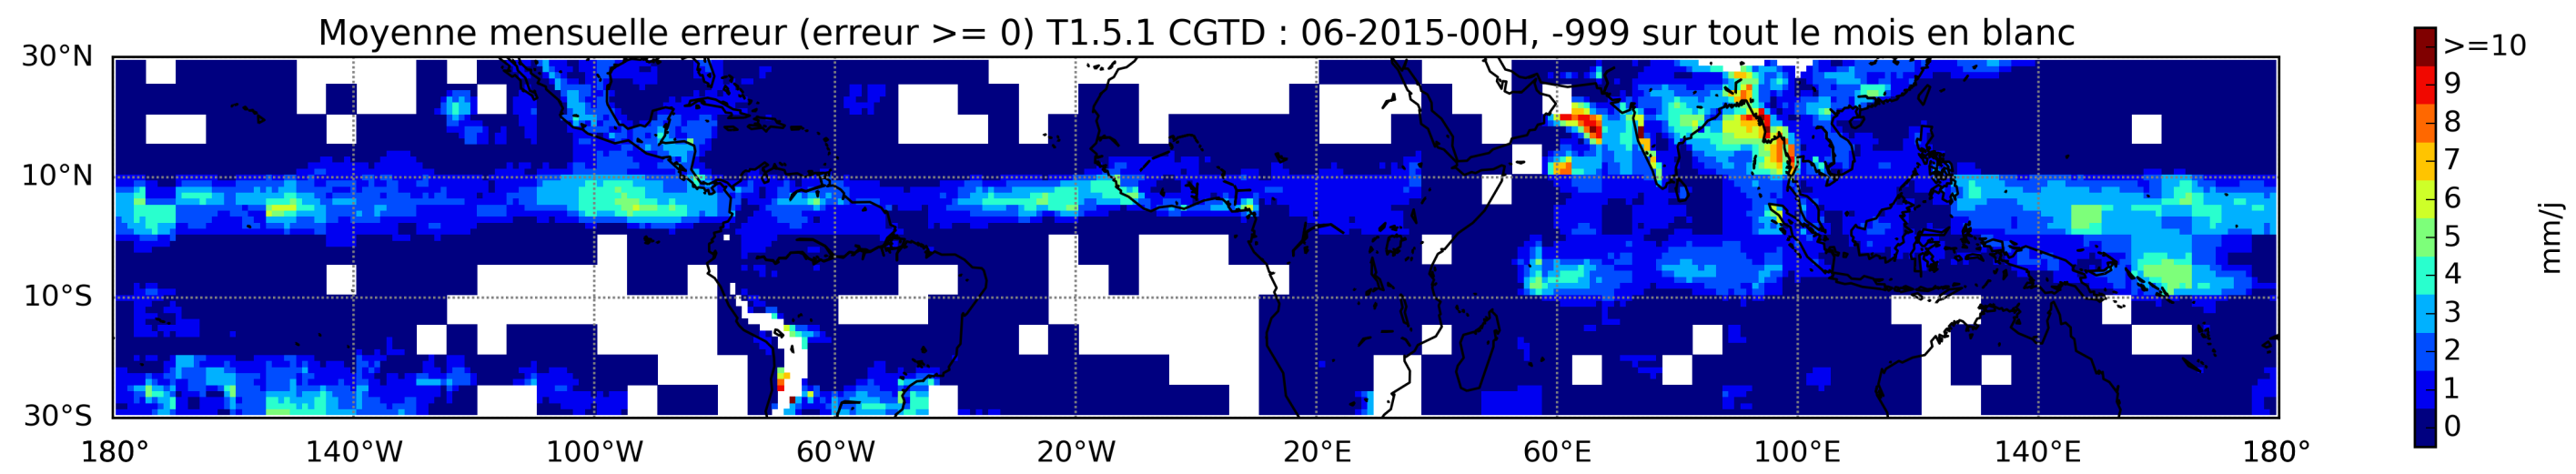 Moyenne mensuelle erreur (erreur >= 0) T1.5.1 CGTD : 06-2015-00H, -999 sur tout le mois en blanc
30°N
10°N
10°S
30°S
180° 140°W 100°W 60°W 20°W 20°E 60°E 100°E 140°E 180°
>=10
9
8
7
6
5
4
3
2
1
0
mm/j